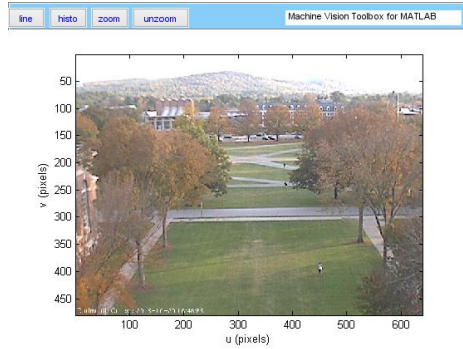 line histo zoom unzoom Machine Vision Toolbox for MATLAB
50
100
150
200
250
300
350
400
450
v (pixels)
100 200 300 400 500 600
u (pixels)